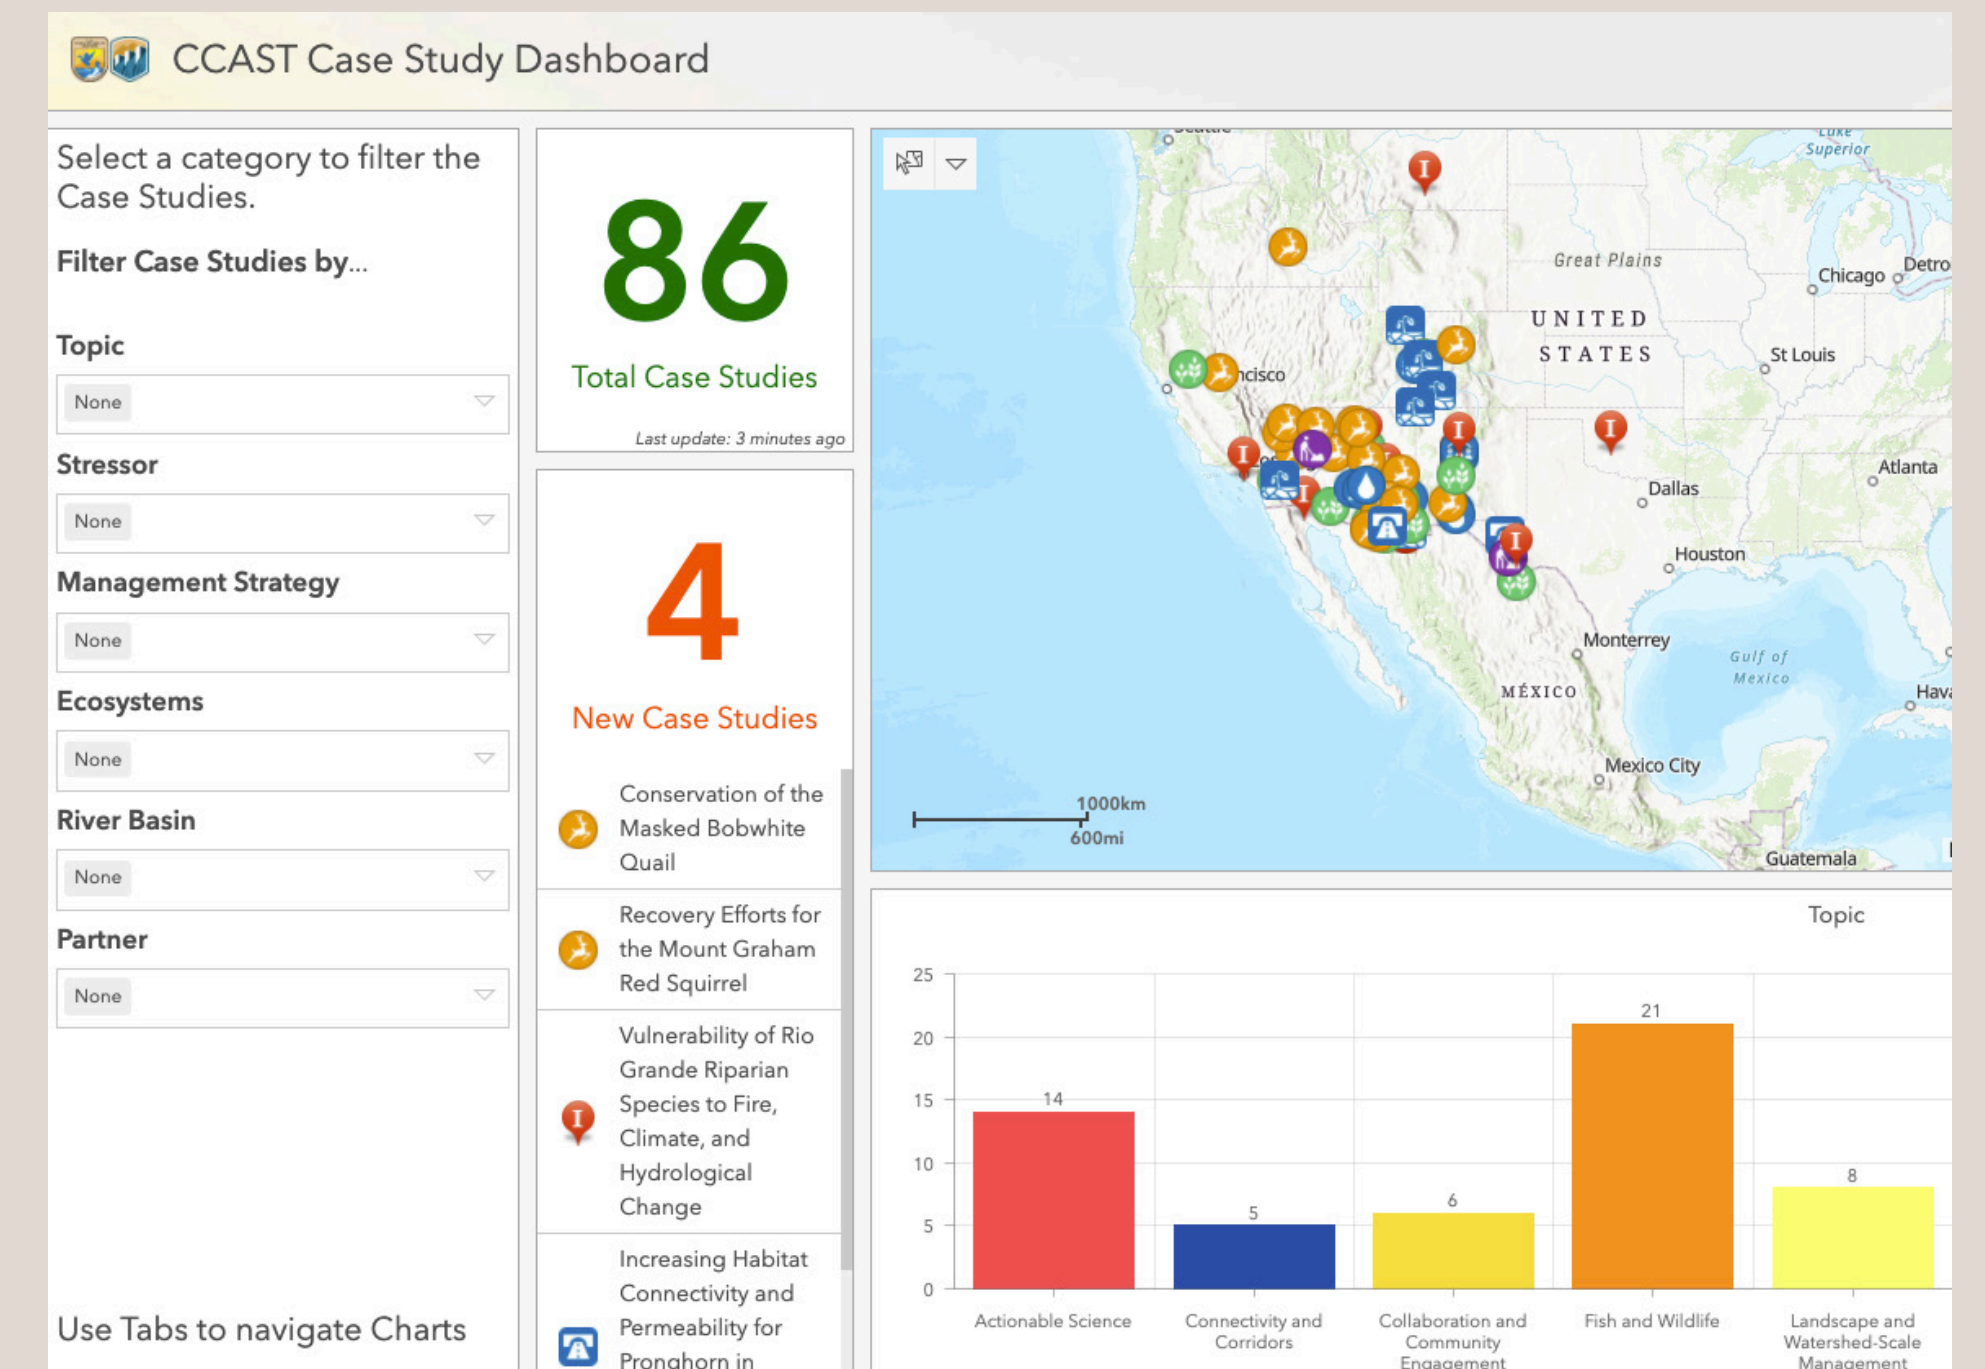 CCAST Case Study Dashboard
Select a category to filter the
Case Studies.
Filter Case Studies by...
Topic
None
Stressor
None
Management Strategy
None
Ecosystems
None
River Basin
None
Partner
None
Use Tabs to navigate Charts
86
Total Case Studies
Last update: 3 minutes ago
4
New Case Studies
Conservation of the
Masked Bobwhite
Quail
Recovery Efforts for
the Mount Graham
Red Squirrel
I
Vulnerability of Rio
Grande Riparian
Species to Fire,
Climate, and
Hydrological
Change
Increasing Habitat
Connectivity and
Permeability for
Pronghorn in
Seattle
Lake
Superior
I
Great Plains
Chicago
Detro
UNITED
STATES
St Louis
ncisco
I
I
I
I
Atlanta
Dallas
I
Houston
Monterrey
Gulf of
Mexico
MÉXICO
Hava
Mexico City
1000km
600mi
Guatemala
Topic
25
20
15
10
5
0
14
5
6
21
8
Actionable Science
Connectivity and
Corridors
Collaboration and
Community
Engagement
Fish and Wildlife
Landscape and
Watershed-Scale
Management